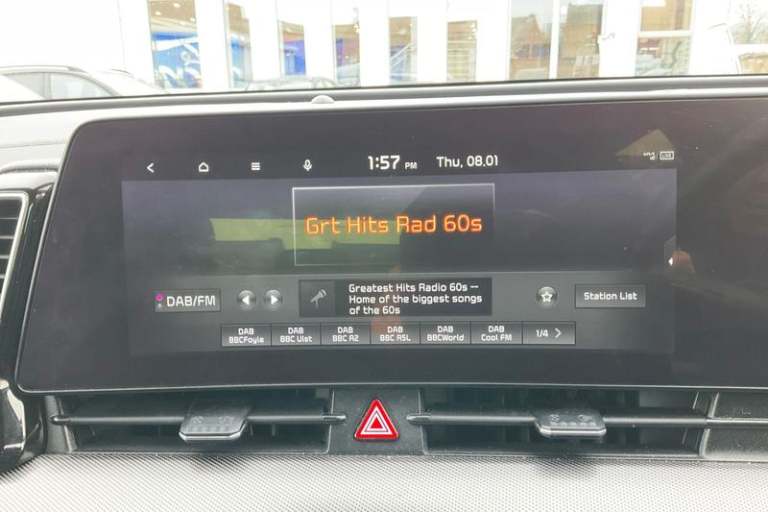 1:57 PM Thu, 08.01
Grt Hits Rad 60s
Greatest Hits Radio 60s --
Home of the biggest songs
of the 60s
DAB/FM
Station List
DAB
BBCFoyle
DAB
BBC Ulst
DAB
BBC R2
DAB
BBC R5L
DAB
BBCWorld
DAB
Cool FM
1/4